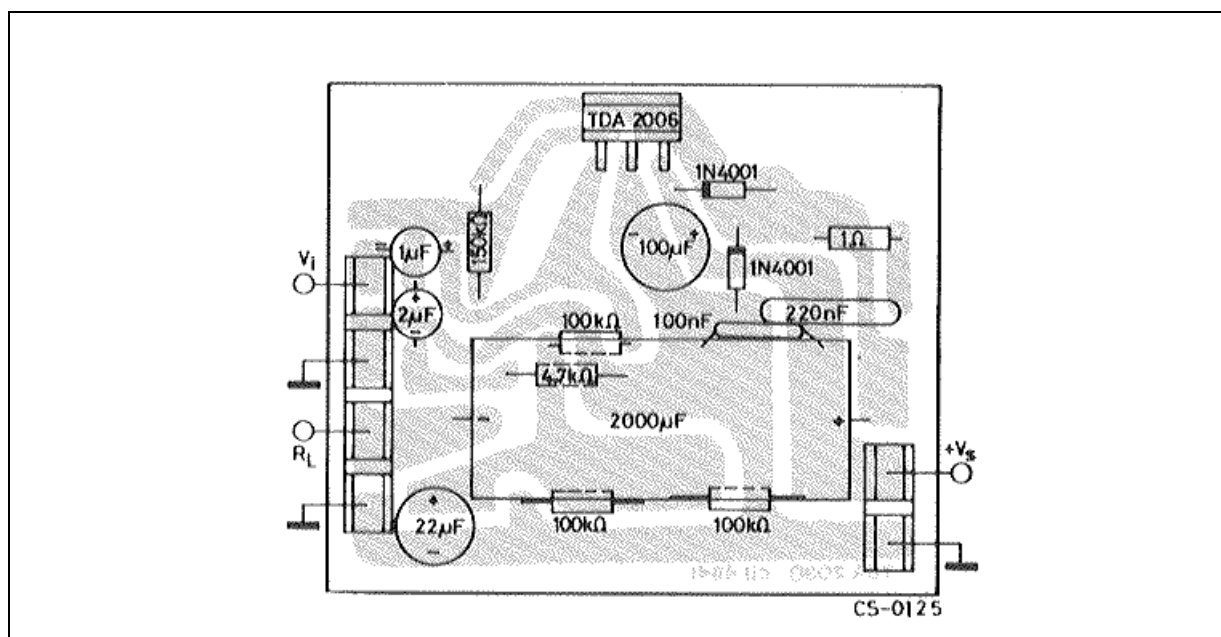 TDA 2006
1N4001
1Ω
150kΩ
- 1µF +
- 100µF +
1N4001
Vi
+
2µF
-
100kΩ
100nF
220nF
4,7kΩ
2000µF
- +
RL
+Vs
+
22µF
-
100kΩ
100kΩ
CS-0125